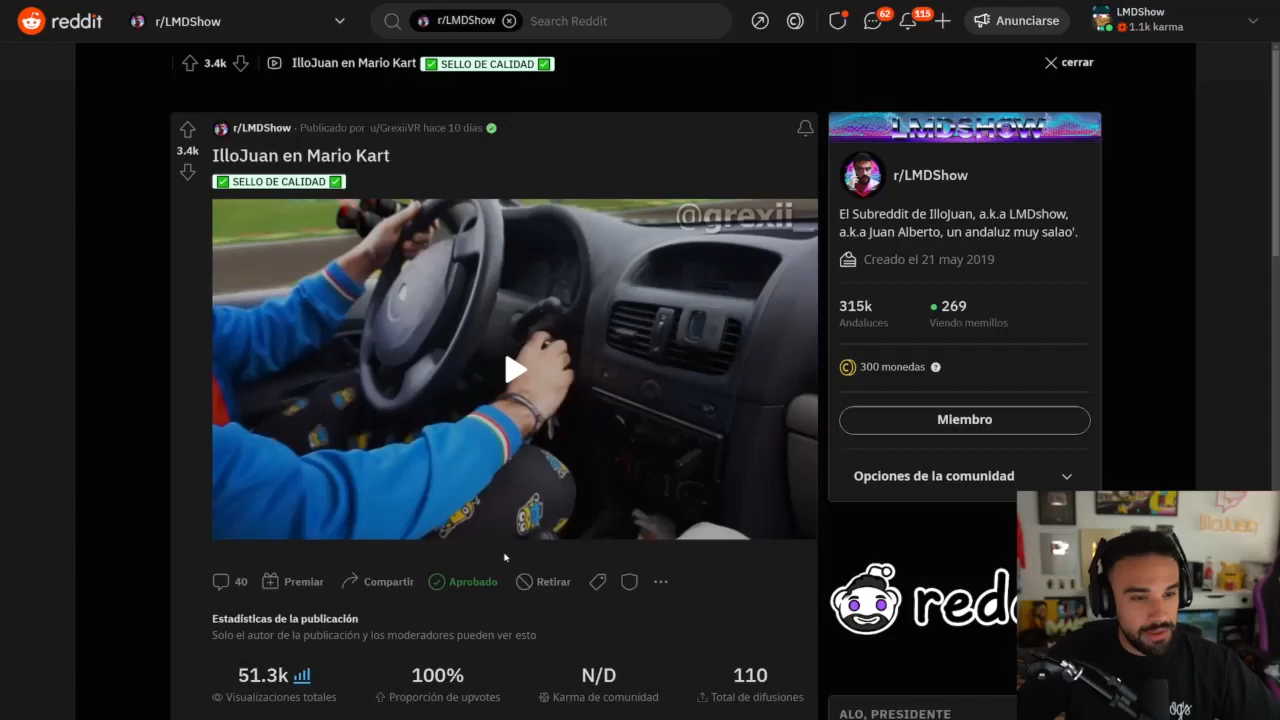 reddit
r/LMDShow
r/LMDShow
Search Reddit
62
115
Anunciarse
LMDShow
1.1k karma
3.4k
IlloJuan en Mario Kart
SELLO DE CALIDAD
cerrar
r/LMDShow · Publicado por u/GrexiiVR hace 10 días
3.4k
IlloJuan en Mario Kart
SELLO DE CALIDAD
@grexii_
40
Premiar
Compartir
Aprobado
Retirar
Estadísticas de la publicación
Solo el autor de la publicación y los moderadores pueden ver esto
51.3k
100%
N/D
110
Visualizaciones totales
Proporción de upvotes
Karma de comunidad
Total de difusiones
LMDSHOW
r/LMDShow
El Subreddit de IlloJuan, a.k.a LMDshow,
a.k.a Juan Alberto, un andaluz muy salao'.
Creado el 21 may 2019
315k
269
Andaluces
Viendo memillos
300 monedas
Miembro
Opciones de la comunidad
ALO, PRESIDENTE